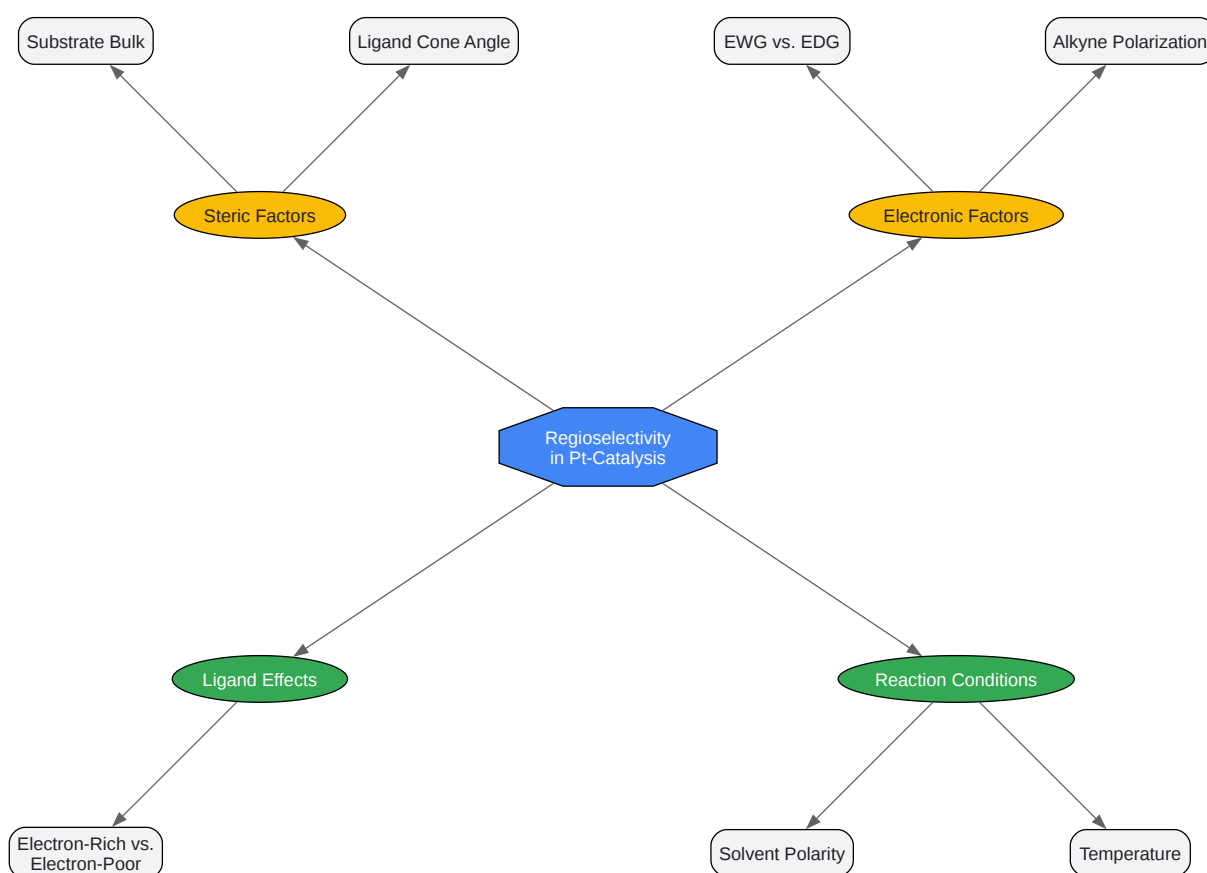 Substrate Bulk
Ligand Cone Angle
EWG vs. EDG
Alkyne Polarization
Steric Factors
Electronic Factors
Regioselectivity
in Pt-Catalysis
Ligand Effects
Reaction Conditions
Electron-Rich vs.
Electron-Poor
Solvent Polarity
Temperature